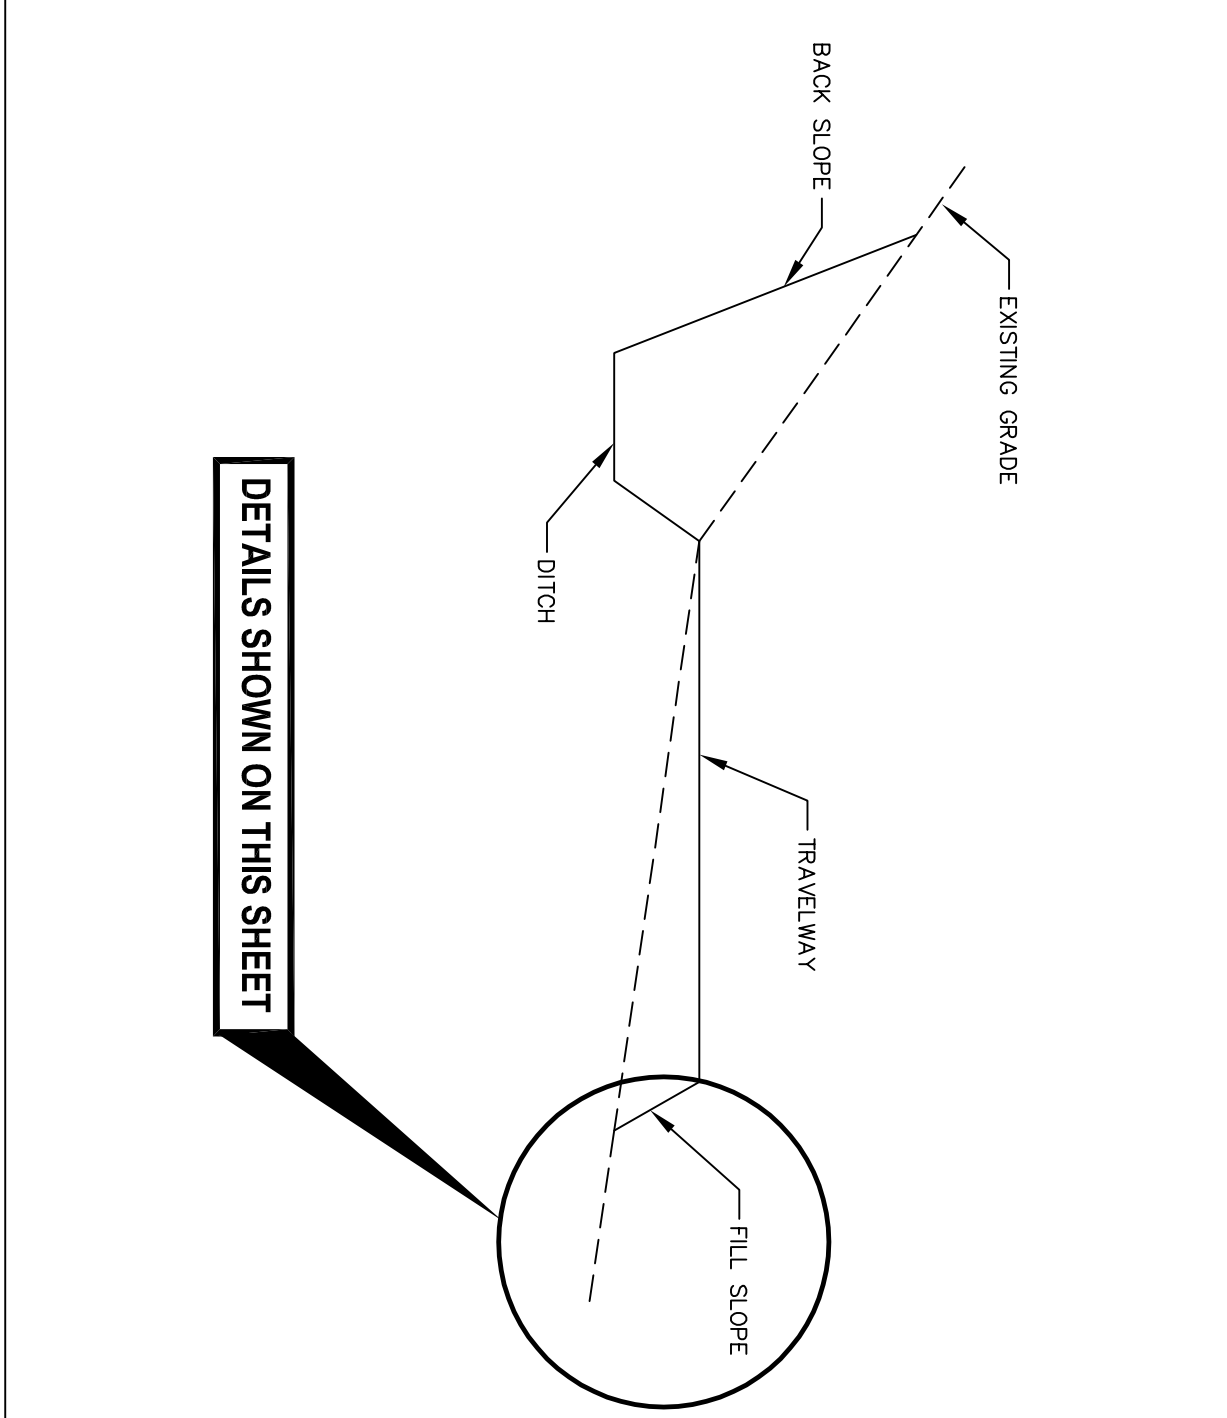 EXISTING GRADE
BACK SLOPE
TRAVELWAY
FILL SLOPE
DITCH
DETAILS SHOWN ON THIS SHEET